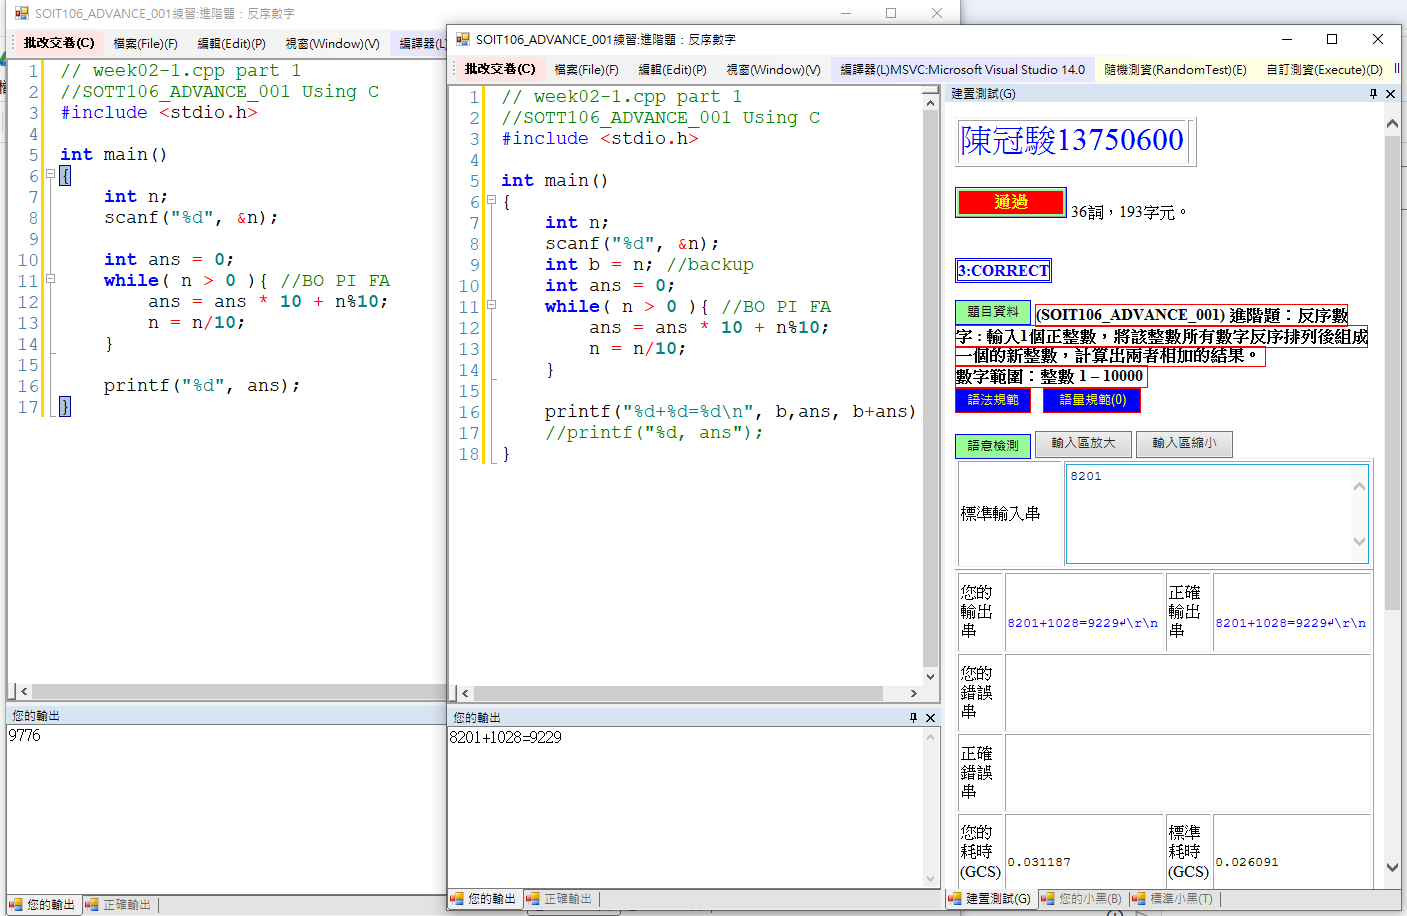 SOIT106_ADVANCE_001練習:進階題：反序數字
批改交卷(C) 檔案(File)(F) 編輯(Edit)(P) 視窗(Window)(V) 編譯器(L)
1 // week02-1.cpp part 1
2 //SOTT106_ADVANCE_001 Using C
3 #include <stdio.h>
4
5 int main()
6 {
7 int n;
8 scanf("%d", &n);
9
10 int ans = 0;
11 while( n > 0 ){ //BO PI FA
12 ans = ans * 10 + n%10;
13 n = n/10;
14 }
15
16 printf("%d", ans);
17 }
您的輸出
9776
您的輸出 正確輸出
SOIT106_ADVANCE_001練習:進階題：反序數字
批改交卷(C) 檔案(File)(F) 編輯(Edit)(P) 視窗(Window)(V) 編譯器(L)MSVC:Microsoft Visual Studio 14.0 隨機測資(RandomTest)(E) 自訂測資(Execute)(D)
1 // week02-1.cpp part 1
2 //SOTT106_ADVANCE_001 Using C
3 #include <stdio.h>
4
5 int main()
6 {
7 int n;
8 scanf("%d", &n);
9 int b = n; //backup
10 int ans = 0;
11 while( n > 0 ){ //BO PI FA
12 ans = ans * 10 + n%10;
13 n = n/10;
14 }
15
16 printf("%d+%d=%d\n", b,ans, b+ans)
17 //printf("%d, ans");
18 }
您的輸出
8201+1028=9229
您的輸出 正確輸出
建置測試(G)
陳冠駿13750600
通過 36詞，193字元。
3:CORRECT
題目資料 (SOIT106_ADVANCE_001) 進階題：反序數
字：輸入1個正整數，將該整數所有數字反序排列後組成
一個的新整數，計算出兩者相加的結果。
數字範圍：整數 1 – 10000
語法規範 語量規範(0)
語意檢測 輸入區放大 輸入區縮小
標準輸入串
8201
您的輸出串
8201+1028=9229↵\r\n
正確輸出串
8201+1028=9229↵\r\n
您的錯誤串
正確錯誤串
您的耗時(GCS)
0.031187
標準耗時(GCS)
0.026091
建置測試(G) 您的小黑(B) 標準小黑(T)